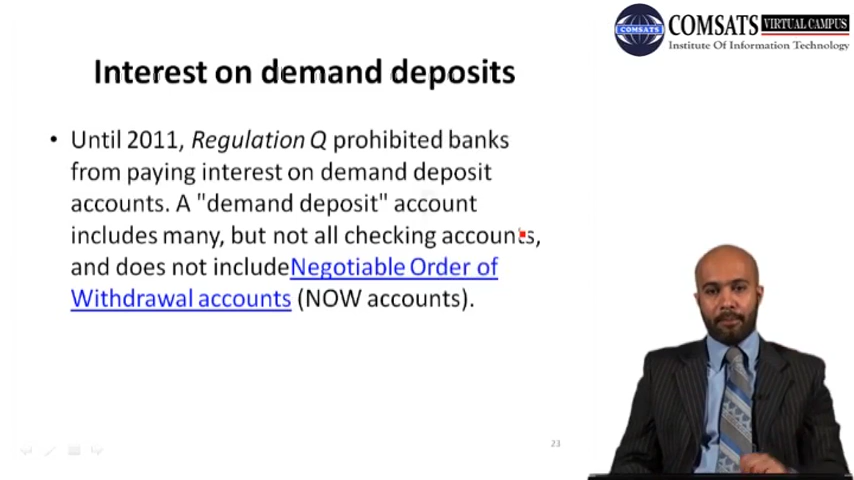 COMSATS VIRTUAL CAMPUS
Institute Of Information Technology
COMSATS
Interest on demand deposits
• Until 2011, Regulation Q prohibited banks
from paying interest on demand deposit
accounts. A "demand deposit" account
includes many, but not all checking accounts,
and does not includeNegotiable Order of
Withdrawal accounts (NOW accounts).
23